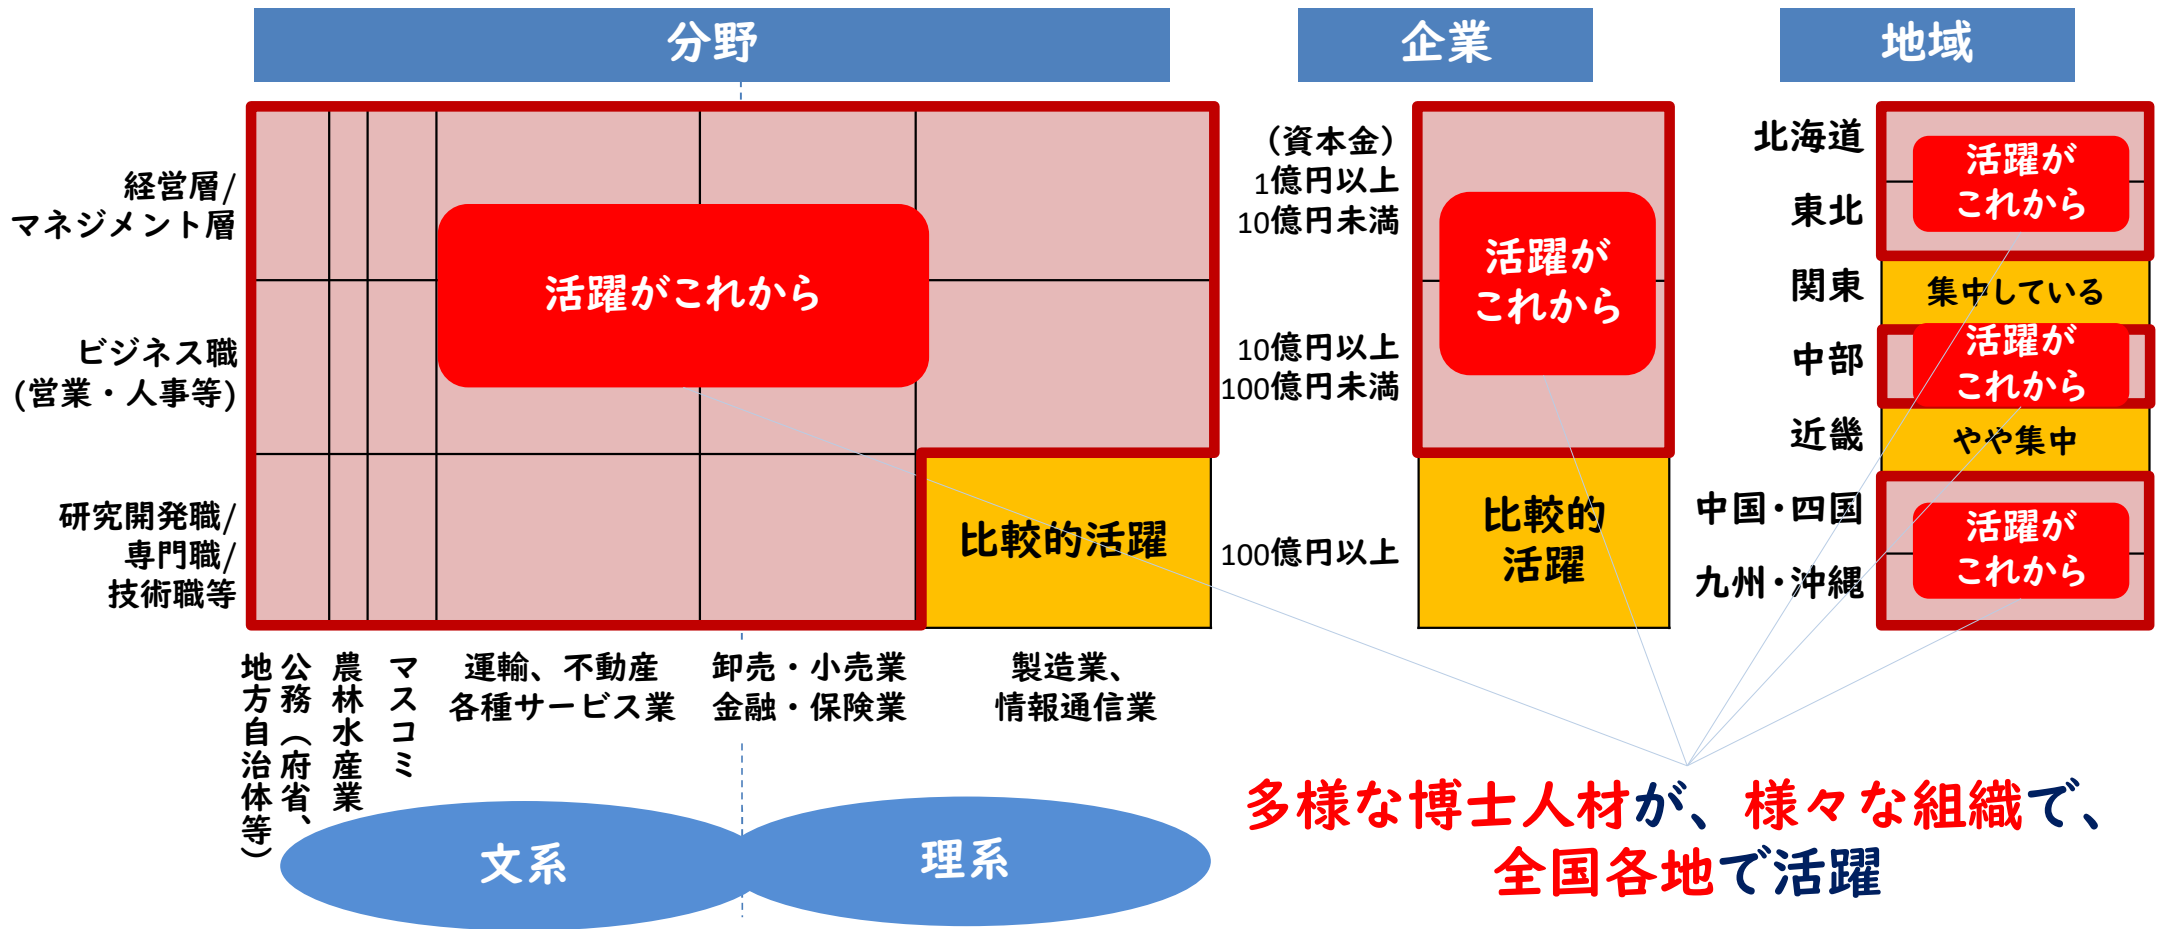 分野
企業
地域
経営層/
マネジメント層
ビジネス職
(営業・人事等)
研究開発職/
専門職/
技術職等
活躍がこれから
比較的活躍
公務（府省、
地方自治体等）
農林水産業
マスコミ
運輸、不動産
各種サービス業
卸売・小売業
金融・保険業
製造業、
情報通信業
文系
理系
（資本金）
1億円以上
10億円未満
10億円以上
100億円未満
100億円以上
活躍が
これから
比較的
活躍
北海道
東北
関東
中部
近畿
中国・四国
九州・沖縄
活躍が
これから
集中している
活躍が
これから
やや集中
活躍が
これから
多様な博士人材が、様々な組織で、
全国各地で活躍